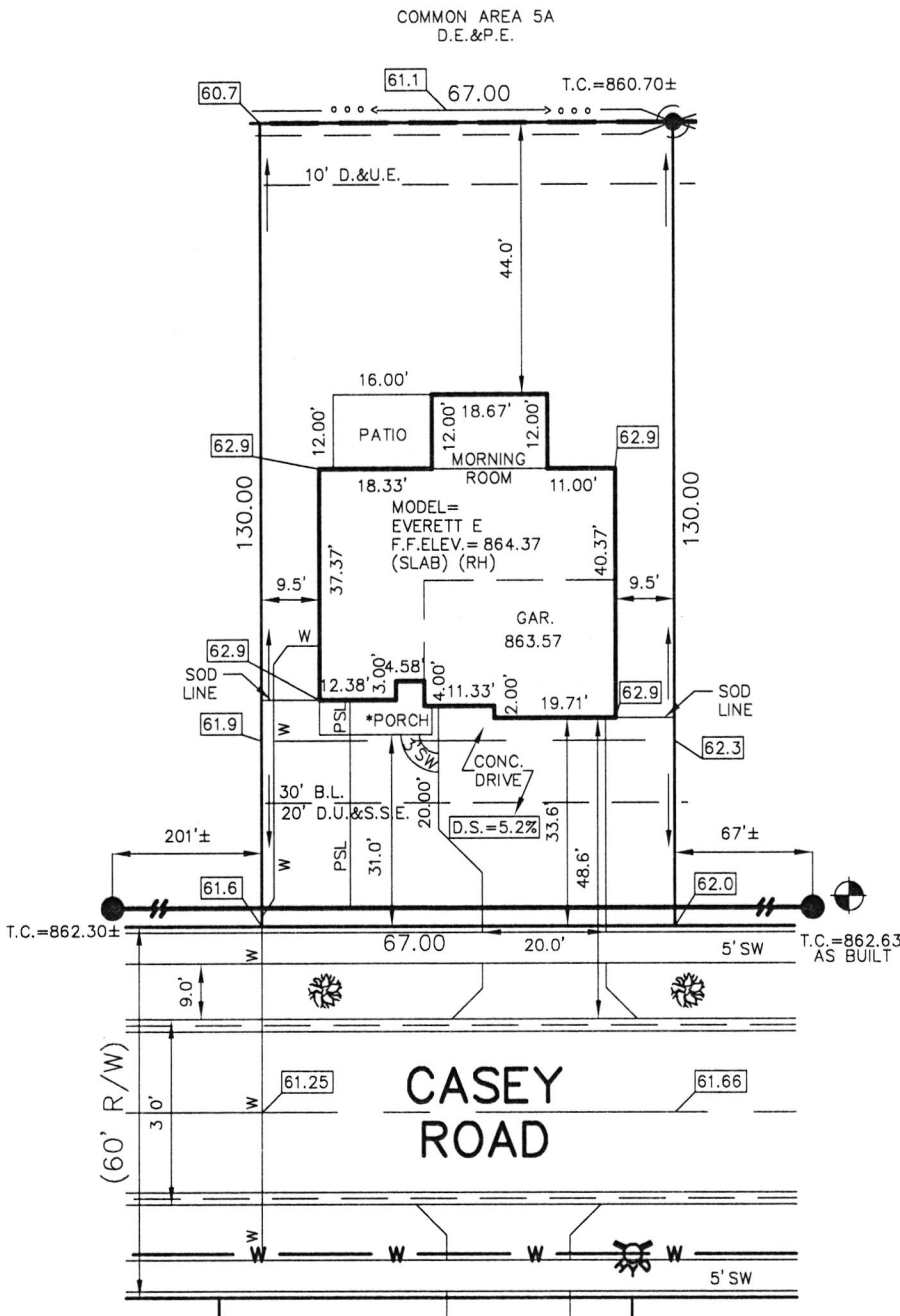 COMMON AREA 5A
D.E.&P.E.
61.1
T.C.=860.70±
60.7
67.00
10' D.&U.E.
44.0'
16.00'
18.67'
12.00'
PATIO
12.00'
12.00'
62.9
62.9
MORNING
ROOM
18.33'
11.00'
MODEL=
EVERETT E
F.F.ELEV.= 864.37
(SLAB) (RH)
130.00
130.00
37.37'
40.37'
9.5'
9.5'
GAR.
863.57
W
62.9
4.58'
SOD
LINE
12.38'
3.00'
4.00'
11.33'
2.00'
19.71'
62.9
SOD
LINE
PSL
*PORCH
61.9
W
3'SW
CONC.
DRIVE
62.3
30' B.L.
20' D.U.&S.S.E.
20.00'
D.S.=5.2%
33.6'
201'±
67'±
W
PSL
31.0'
48.6'
61.6
62.0
T.C.=862.30±
67.00
20.0'
T.C.=862.63
AS BUILT
W
5' SW
9.0'
(60' R/W)
61.25
61.66
W
CASEY
ROAD
W
W
W
W
W
5' SW